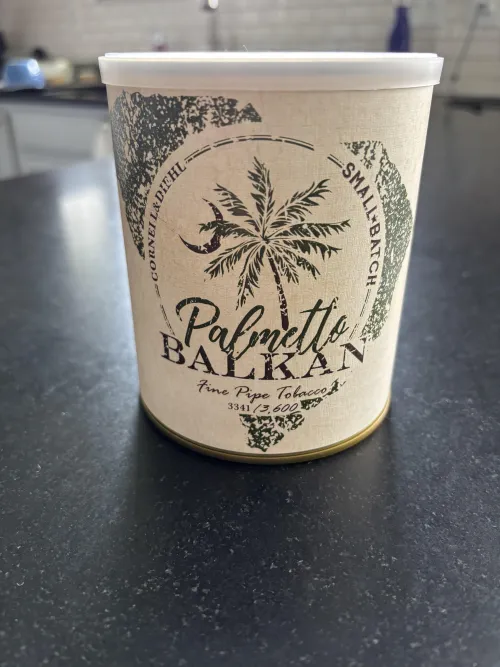 CORNELL&DIEHL
SMALL★BATCH
Palmetto
BALKAN
Fine Pipe Tobacco
3341/3,600